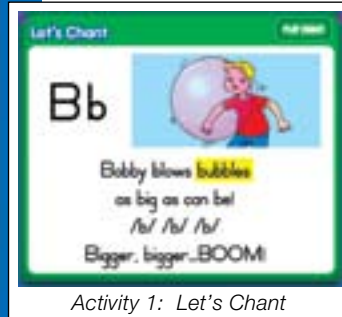 Let's Chant
Bb
Bobby blows bubbles
as big as can be!
/b/ /b/ /b/
Bigger, bigger...BOOM!
Activity 1: Let's Chant